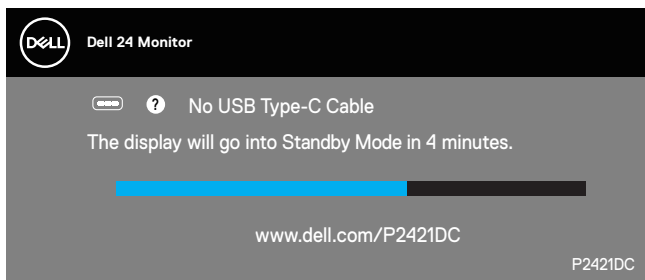 DELL
Dell 24 Monitor
? No USB Type-C Cable
The display will go into Standby Mode in 4 minutes.
www.dell.com/P2421DC
P2421DC